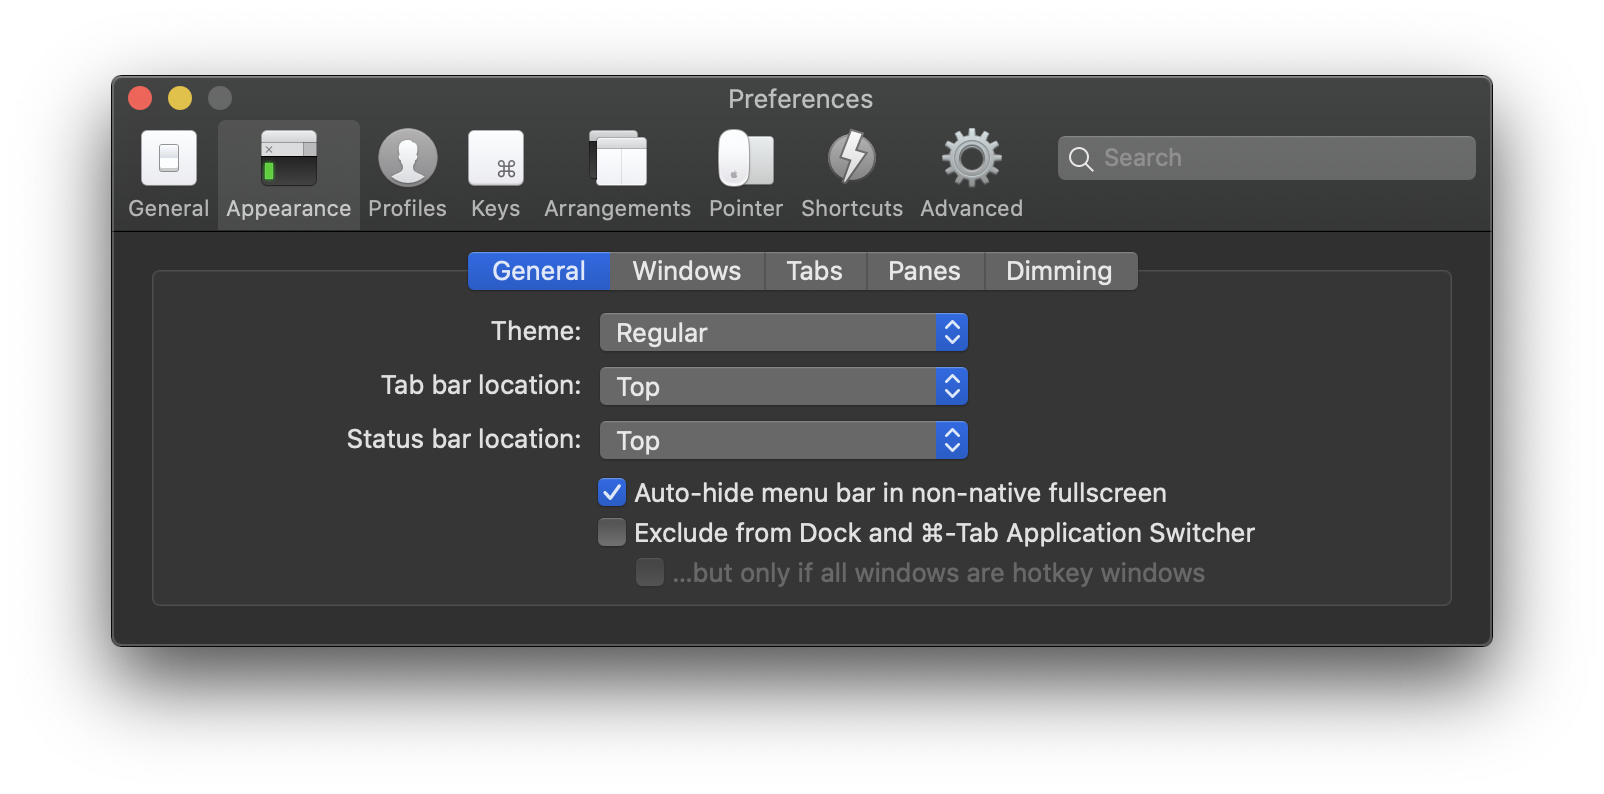 Preferences
General Appearance Profiles Keys Arrangements Pointer Shortcuts Advanced Search
General Windows Tabs Panes Dimming
Theme: Regular
Tab bar location: Top
Status bar location: Top
Auto-hide menu bar in non-native fullscreen
Exclude from Dock and ⌘-Tab Application Switcher
...but only if all windows are hotkey windows